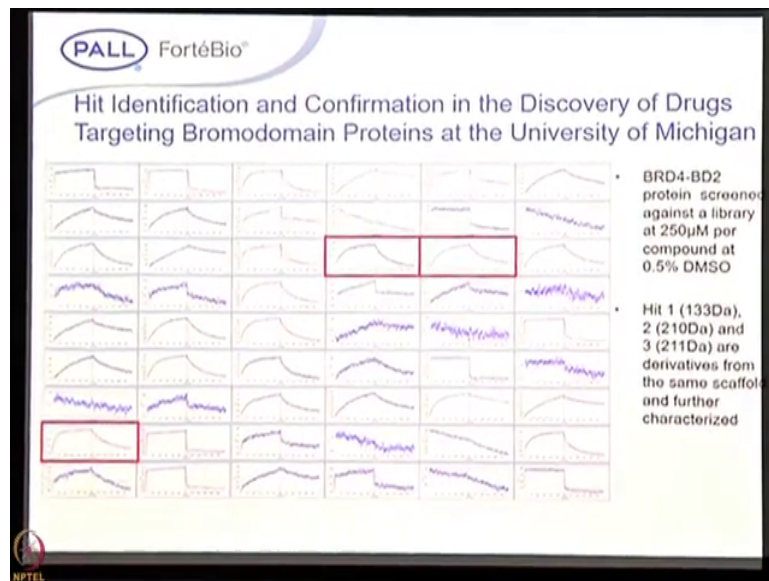 PALL FortéBio®
Hit Identification and Confirmation in the Discovery of Drugs
Targeting Bromodomain Proteins at the University of Michigan
• BRD4-BD2
protein screened
against a library
at 250µM per
compound at
0.5% DMSO
• Hit 1 (133Da),
2 (210Da) and
3 (211Da) are
derivatives from
the same scaffold
and further
characterized
NPTEL